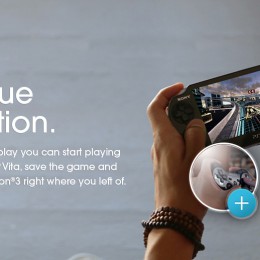 ue
tion.
play you can start playing
Vita, save the game and
on®3 right where you left of.